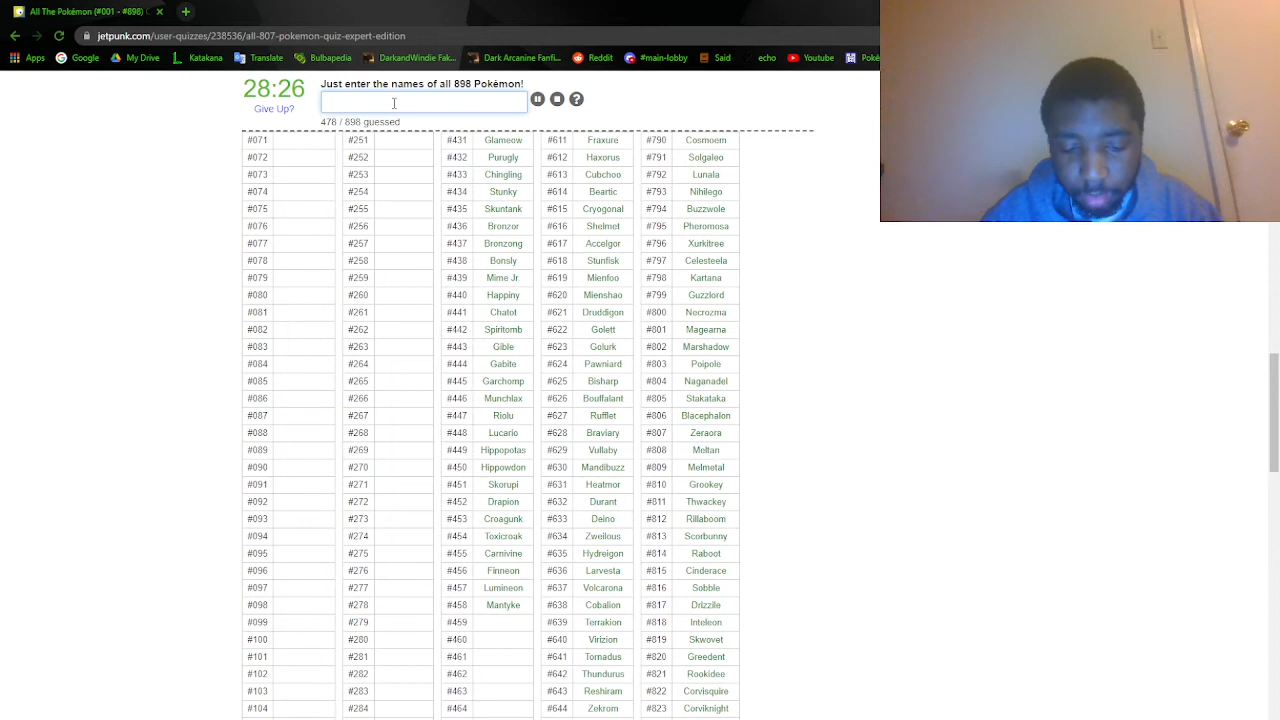 All The Pokémon (#001 - #898)
jetpunk.com/user-quizzes/238536/all-807-pokemon-quiz-expert-edition
Apps Google My Drive Katakana Translate Bulbapedia DarkandWindie Fak... Dark Arcanine Fanfi... Reddit #main-lobby Said echo Youtube Poké
28:26 Just enter the names of all 898 Pokémon!
Give Up?
478 / 898 guessed
#071 #251 #431 Glameow #611 Fraxure #790 Cosmoem
#072 #252 #432 Purugly #612 Haxorus #791 Solgaleo
#073 #253 #433 Chingling #613 Cubchoo #792 Lunala
#074 #254 #434 Stunky #614 Beartic #793 Nihilego
#075 #255 #435 Skuntank #615 Cryogonal #794 Buzzwole
#076 #256 #436 Bronzor #616 Shelmet #795 Pheromosa
#077 #257 #437 Bronzong #617 Accelgor #796 Xurkitree
#078 #258 #438 Bonsly #618 Stunfisk #797 Celesteela
#079 #259 #439 Mime Jr. #619 Mienfoo #798 Kartana
#080 #260 #440 Happiny #620 Mienshao #799 Guzzlord
#081 #261 #441 Chatot #621 Druddigon #800 Necrozma
#082 #262 #442 Spiritomb #622 Golett #801 Magearna
#083 #263 #443 Gible #623 Golurk #802 Marshadow
#084 #264 #444 Gabite #624 Pawniard #803 Poipole
#085 #265 #445 Garchomp #625 Bisharp #804 Naganadel
#086 #266 #446 Munchlax #626 Bouffalant #805 Stakataka
#087 #267 #447 Riolu #627 Rufflet #806 Blacephalon
#088 #268 #448 Lucario #628 Braviary #807 Zeraora
#089 #269 #449 Hippopotas #629 Vullaby #808 Meltan
#090 #270 #450 Hippowdon #630 Mandibuzz #809 Melmetal
#091 #271 #451 Skorupi #631 Heatmor #810 Grookey
#092 #272 #452 Drapion #632 Durant #811 Thwackey
#093 #273 #453 Croagunk #633 Deino #812 Rillaboom
#094 #274 #454 Toxicroak #634 Zweilous #813 Scorbunny
#095 #275 #455 Carnivine #635 Hydreigon #814 Raboot
#096 #276 #456 Finneon #636 Larvesta #815 Cinderace
#097 #277 #457 Lumineon #637 Volcarona #816 Sobble
#098 #278 #458 Mantyke #638 Cobalion #817 Drizzile
#099 #279 #459 #639 Terrakion #818 Inteleon
#100 #280 #460 #640 Virizion #819 Skwovet
#101 #281 #461 #641 Tornadus #820 Greedent
#102 #282 #462 #642 Thundurus #821 Rookidee
#103 #283 #463 #643 Reshiram #822 Corvisquire
#104 #284 #464 #644 Zekrom #823 Corviknight